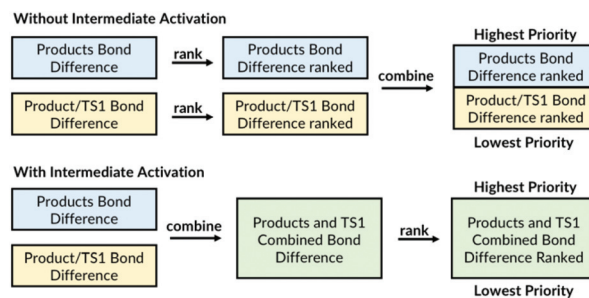 Without Intermediate Activation
Products Bond
Difference
rank
Products Bond
Difference ranked
Product/TS1 Bond
Difference
rank
Product/TS1 Bond
Difference ranked
combine
Highest Priority
Products Bond
Difference ranked
Product/TS1 Bond
Difference ranked
Lowest Priority
With Intermediate Activation
Products Bond
Difference
Product/TS1 Bond
Difference
combine
Products and TS1
Combined Bond
Difference
rank
Highest Priority
Products and TS1
Combined Bond
Difference Ranked
Lowest Priority